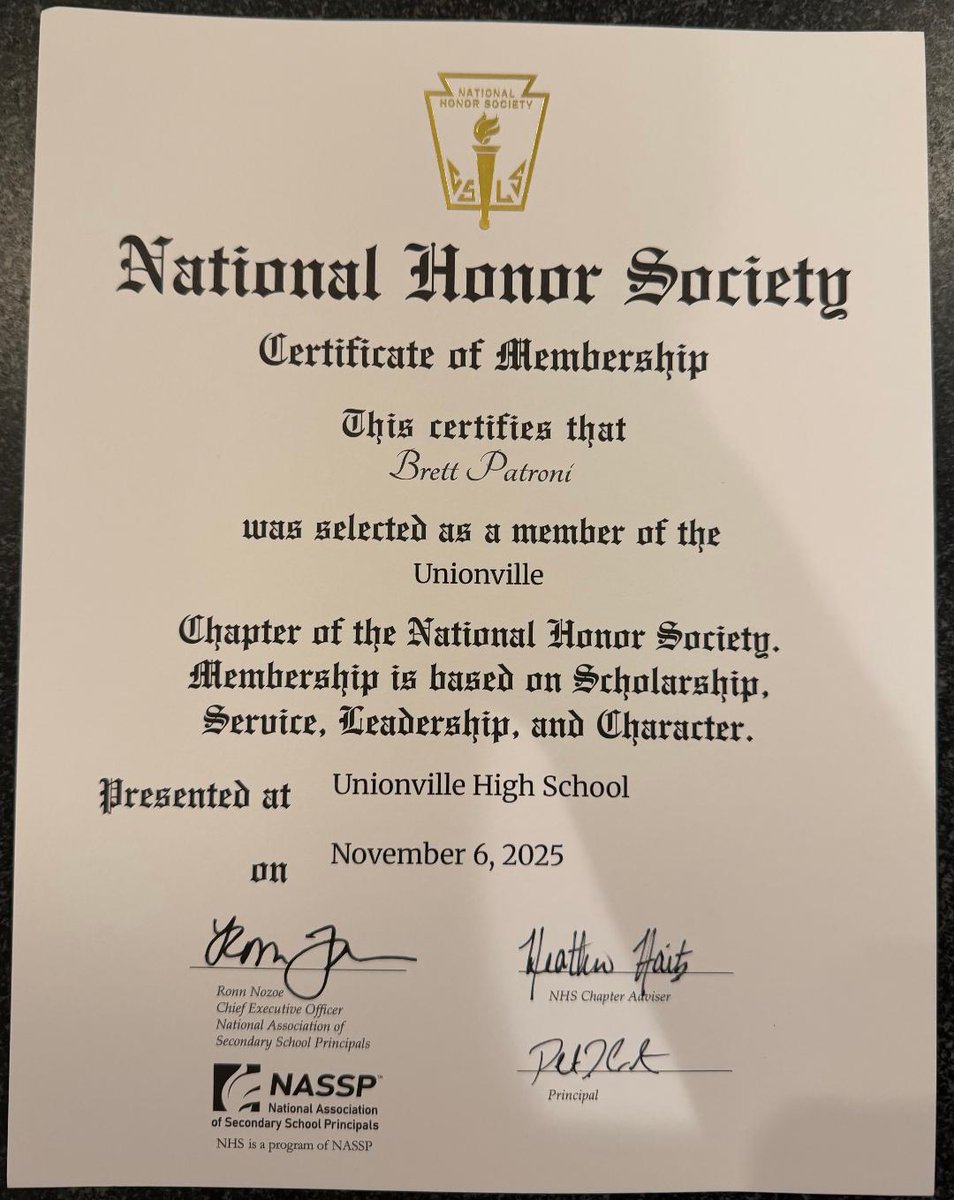 NATIONAL
HONOR SOCIETY
C S L S
National Honor Society
Certificate of Membership
This certifies that
Brett Patroni
was selected as a member of the
Unionville
Chapter of the National Honor Society.
Membership is based on Scholarship,
Service, Leadership, and Character.
Presented at Unionville High School
on November 6, 2025
Ronn Nozoe
Chief Executive Officer
National Association of
Secondary School Principals
NASSP™
National Association
of Secondary School Principals
NHS is a program of NASSP
Heather Haits
NHS Chapter Adviser
Principal